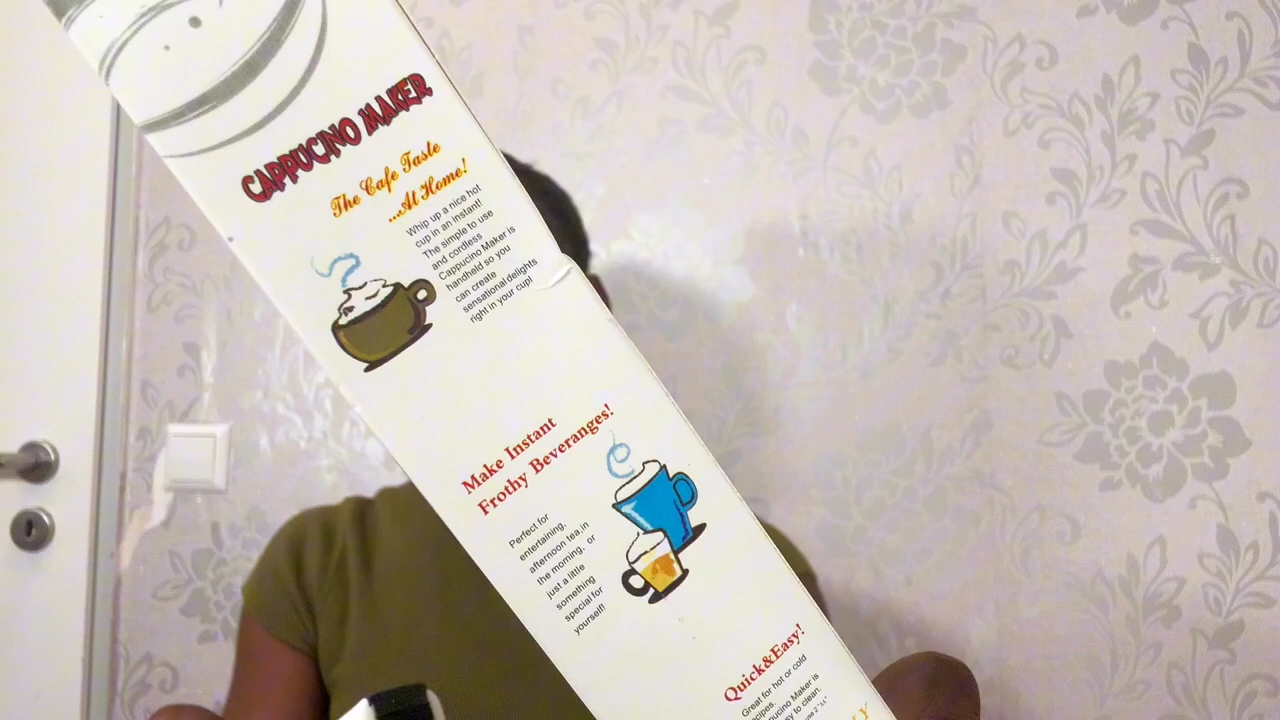 CAPPUCINO MAKER
The Cafe Taste
...At Home!
Whip up a nice hot
cup in an instant!
The simple to use
and cordless
Cappucino Maker is
handheld so you
can create
sensational delights
right in your cup!
Make Instant
Frothy Beveranges!
Perfect for
entertaining,
afternoon tea,in
the morning, or
just a little
something
special for
yourself!
Quick&Easy!
Great for hot or cold